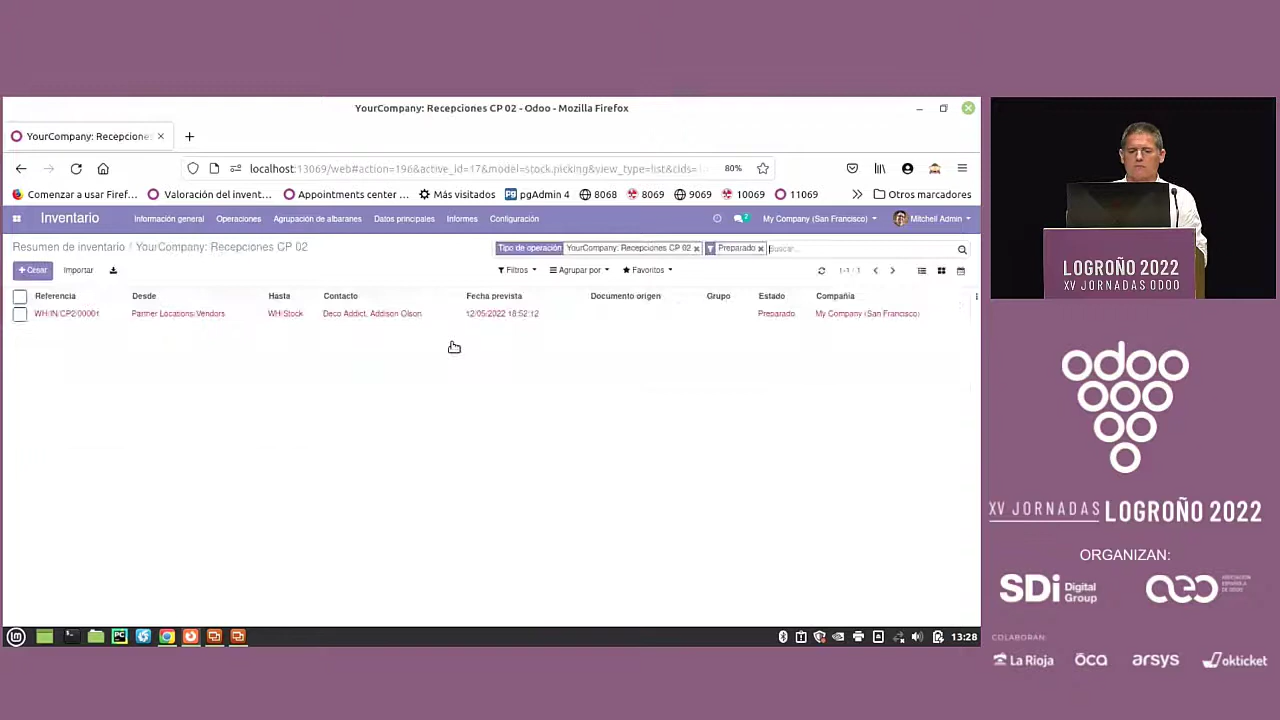 YourCompany: Recepciones CP 02 - Odoo - Mozilla Firefox
YourCompany: Recepciones
localhost:13069/web#action=196&active_id=17&model=stock.picking&view_type=list&cids=
80%
Comenzar a usar Firef...
Valoración del invent...
Appointments center ...
Más visitados
pgAdmin 4
8068
8069
9069
10069
11069
Otros marcadores
Inventario
Información general
Operaciones
Agrupación de albaranes
Datos principales
Informes
Configuración
2
My Company (San Francisco)
Mitchell Admin
Resumen de inventario / YourCompany: Recepciones CP 02
Tipo de operación
YourCompany: Recepciones CP 02
Preparado
Buscar...
+ Crear
Importar
Filtros
Agrupar por
Favoritos
1-1 / 1
Referencia Desde Hasta Contacto Fecha prevista Documento origen Grupo Estado Compañía
WH/IN CP2/00001 Partner Locations/Vendors WH/Stock Deco Addict, Addison Olson 12/05/2022 18:52:12 Preparado My Company (San Francisco)
13:28
LOGROÑO 2022
XV JORNADAS ODOO
odoo
XV JORNADAS LOGROÑO 2022
ORGANIZAN:
SDi Digital Group
aeo
ASOCIACIÓN ESPAÑOLA DE ODOO
COLABORAN:
La Rioja
ōca
arsys
okticket